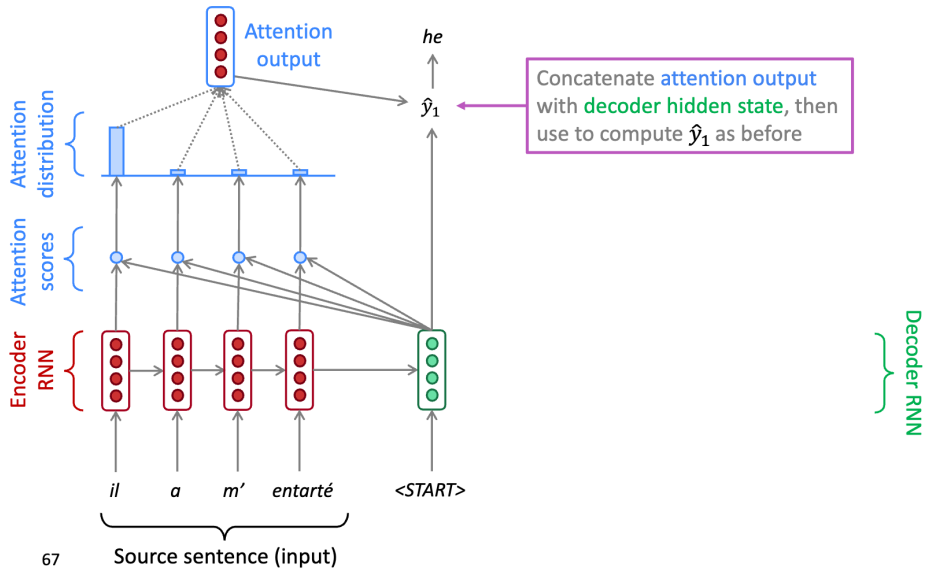 Attention
output
he
ŷ₁
Concatenate attention output
with decoder hidden state, then
use to compute ŷ₁ as before
Attention
distribution
Attention
scores
Encoder
RNN
Decoder RNN
il a m’ entarté <START>
Source sentence (input)
67